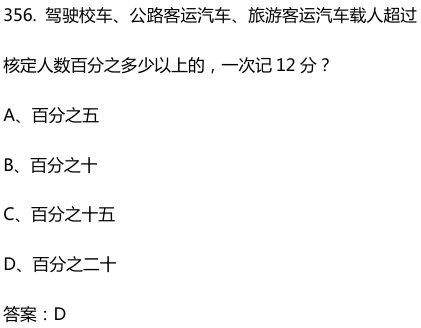 356. 驾驶校车、公路客运汽车、旅游客运汽车载人超过
核定人数百分之多少以上的，一次记 12 分？
A、百分之五
B、百分之十
C、百分之十五
D、百分之二十
答案：D